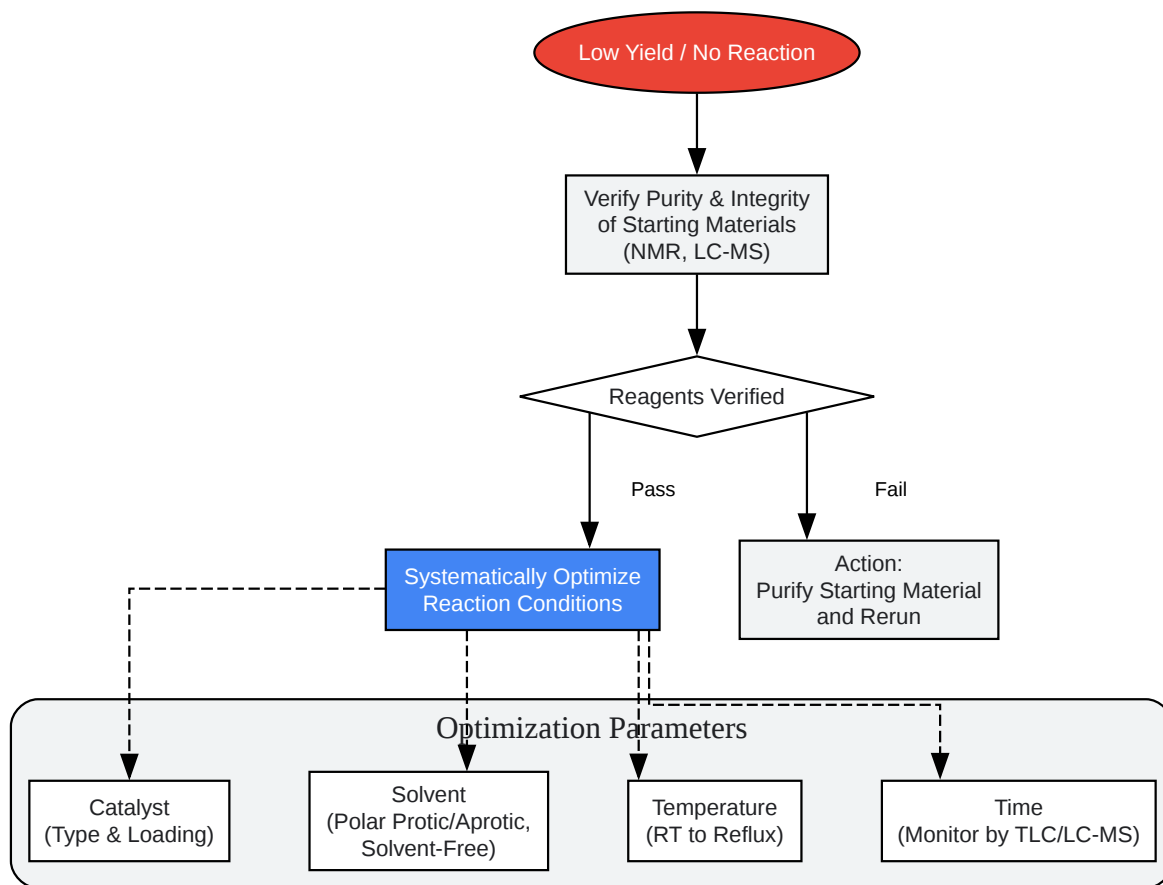 Low Yield / No Reaction
Verify Purity & Integrity
of Starting Materials
(NMR, LC-MS)
Reagents Verified
Pass
Fail
Systematically Optimize
Reaction Conditions
Action:
Purify Starting Material
and Rerun
Optimization Parameters
Catalyst
(Type & Loading)
Solvent
(Polar Protic/Aprotic,
Solvent-Free)
Temperature
(RT to Reflux)
Time
(Monitor by TLC/LC-MS)